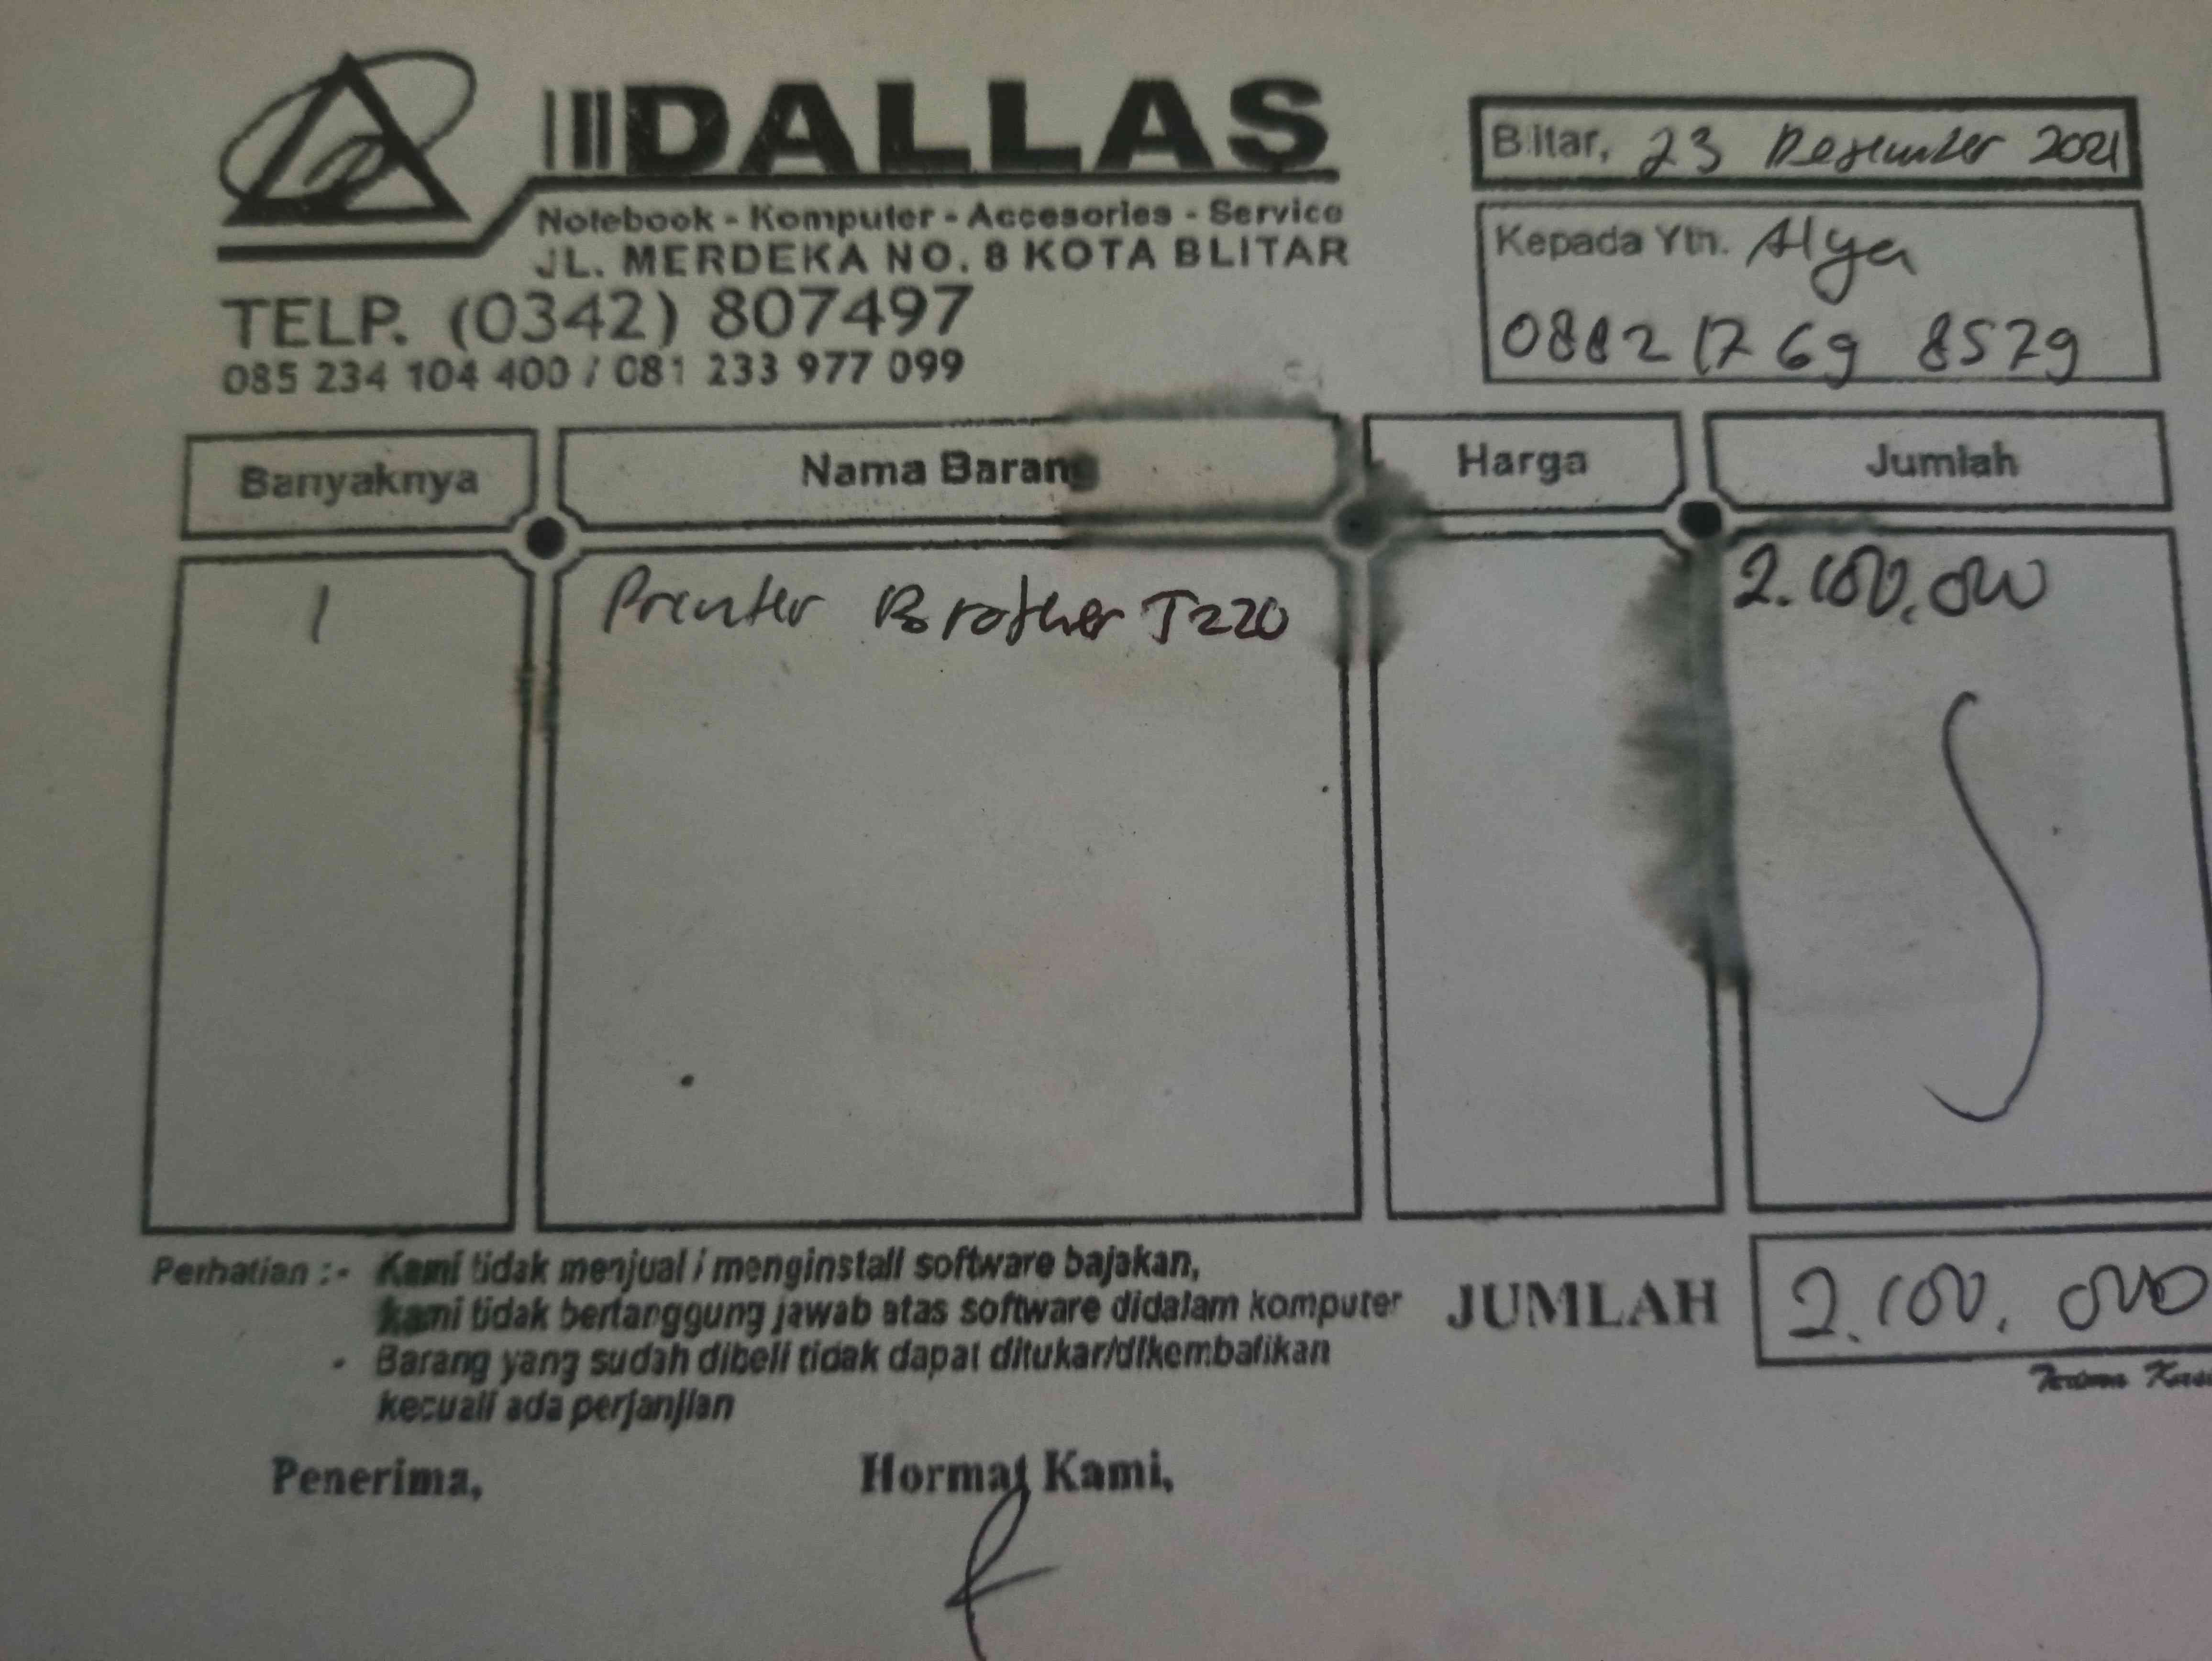 DALLAS
Notebook - Komputer - Accesories - Service
JL. MERDEKA NO. 8 KOTA BLITAR
TELP. (0342) 807497
085 234 104 400 / 081 233 977 099
Blitar, 23 Desember 2021
Kepada Yth. Alya
0882 17 69 8579
Banyaknya Nama Barang Harga Jumlah
1 Printer Brother T220 2.100.000
Perhatian :- Kami tidak menjual / menginstall software bajakan,
kami tidak bertanggung jawab atas software didalam komputer
- Barang yang sudah dibeli tidak dapat ditukar/dikembalikan
kecuali ada perjanjian
JUMLAH 2.100.000
Terima Kasi
Penerima, Hormat Kami,